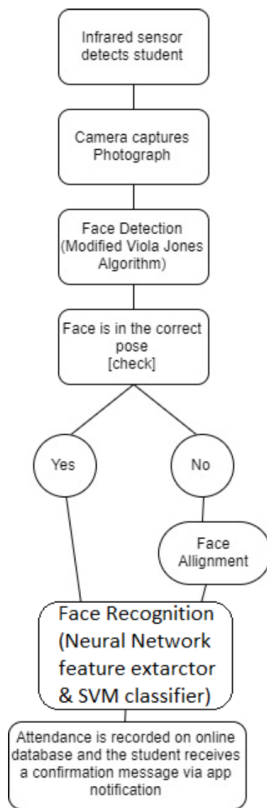 Infrared sensor
detects student
Camera captures
Photograph
Face Detection
(Modified Viola Jones
Algorithm)
Face is in the correct
pose
[check]
Yes
No
Face
Allignment
Face Recognition
(Neural Network
feature extarctor
& SVM classifier)
Attendance is recorded on online
database and the student receives
a confirmation message via app
notification